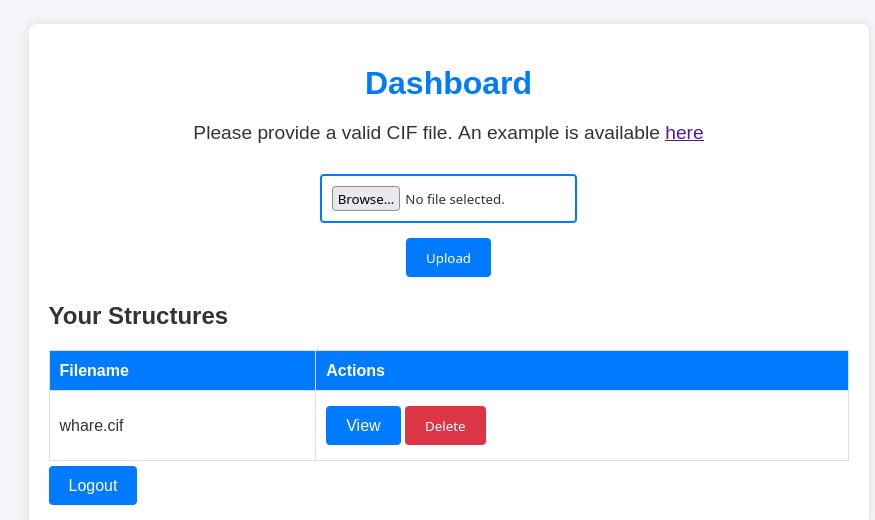 Dashboard
Please provide a valid CIF file. An example is available here
Browse... No file selected.
Upload
Your Structures
Filename Actions
whare.cif View Delete
Logout